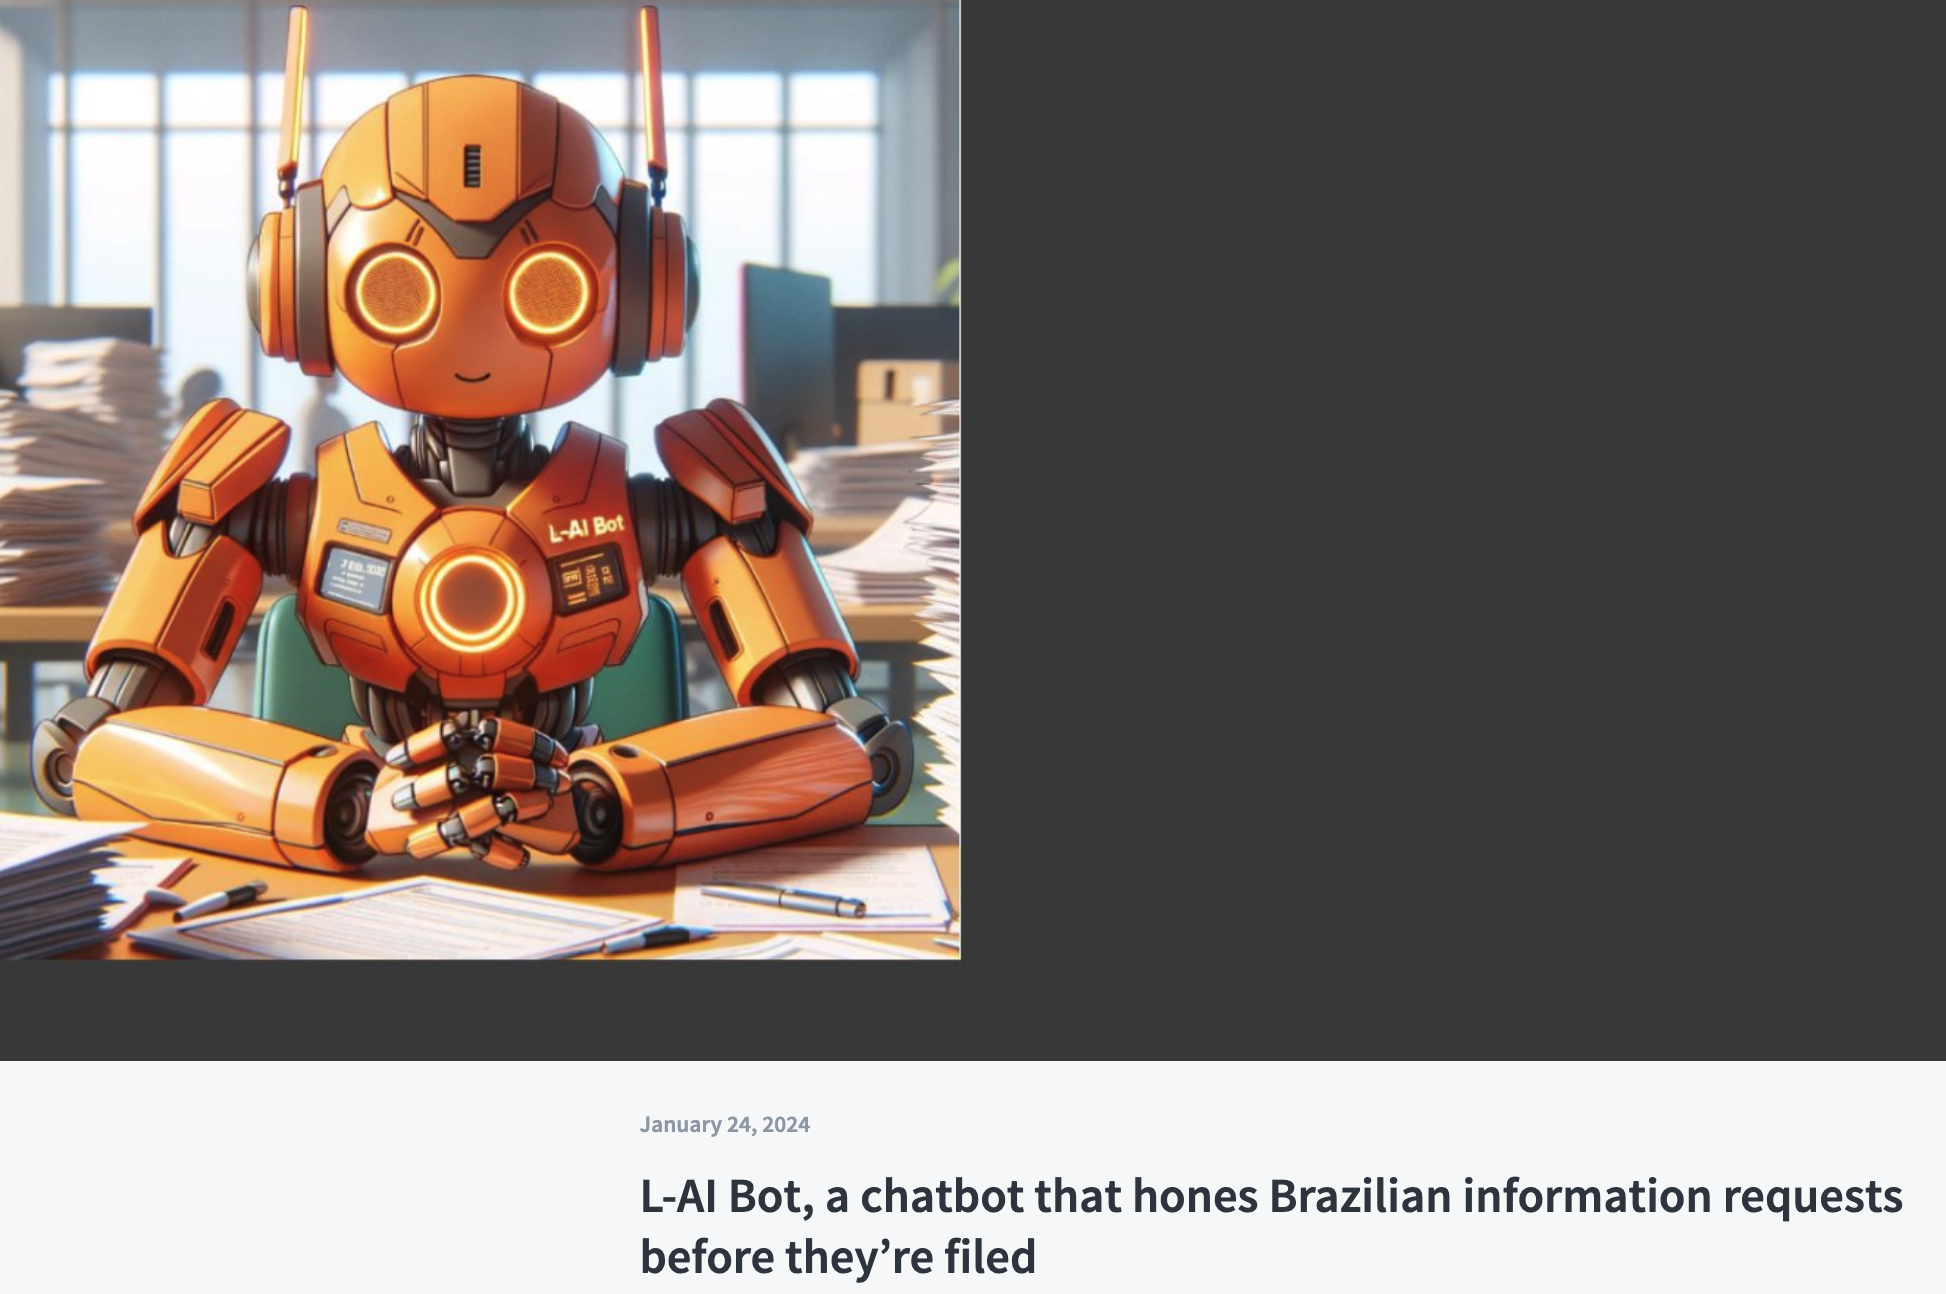 L-AI Bot
January 24, 2024
L-AI Bot, a chatbot that hones Brazilian information requests
before they’re filed